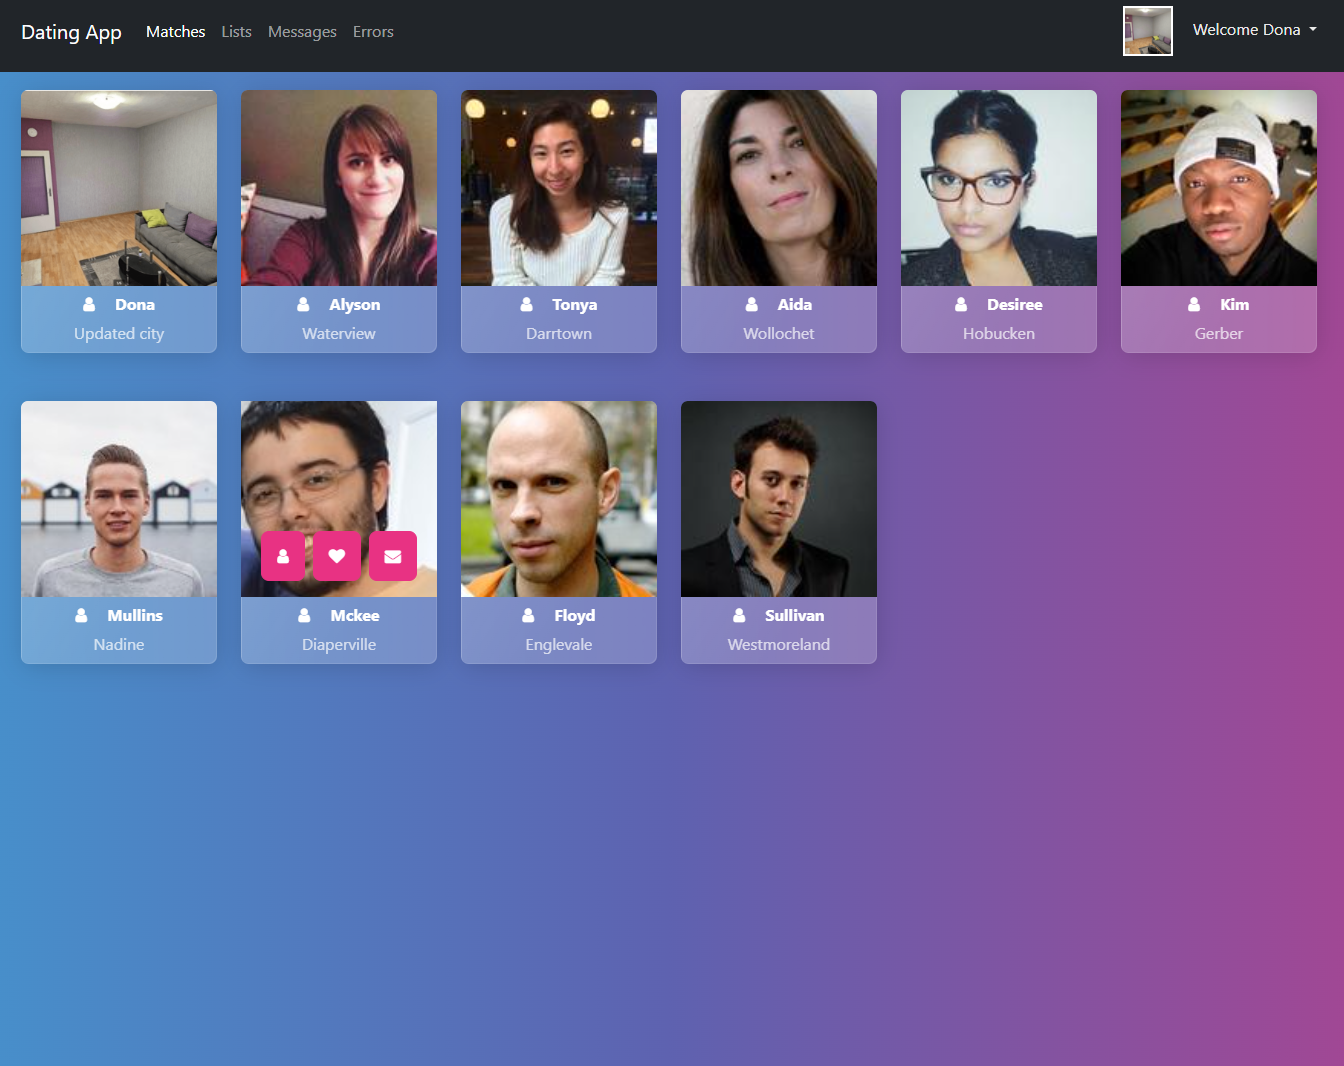 Dating App Matches Lists Messages Errors Welcome Dona
Dona Alyson Tonya Aida Desiree Kim
Updated city Waterview Darrtown Wollochet Hobucken Gerber
Mullins Mckee Floyd Sullivan
Nadine Diaperville Englevale Westmoreland